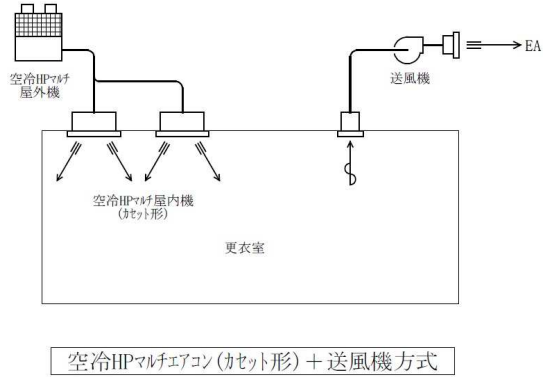 EA
送風機
空冷HPマルチ
屋外機
空冷HPマルチ屋内機
(カセット形)
更衣室
空冷HPマルチエアコン(カセット形)＋送風機方式